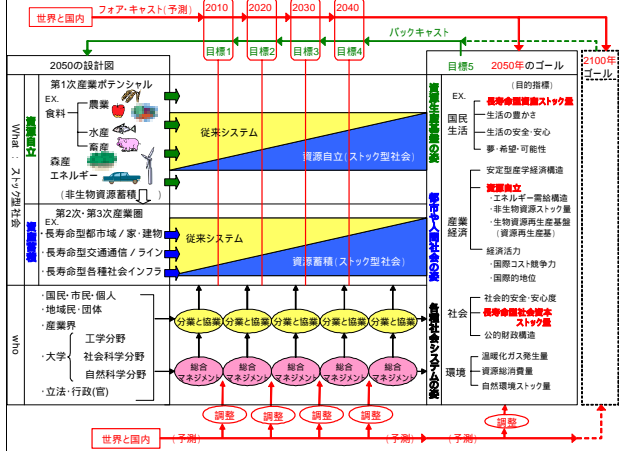 世界と国内
フォア・キャスト(予測)
2010
2020
2030
2040
バックキャスト
目標1
目標2
目標3
目標4
目標5
2050年のゴール
2100年
ゴール
2050の設計図
What:ストック型社会
資源自立
第1次産業ポテンシャル
EX.
食料
農業
水産
畜産
森産
エネルギー
(非生物資源蓄積)
従来システム
資源自立(ストック型社会)
資源生産基盤の姿
資産蓄積
第2次・第3次産業圏
EX.
・長寿命型都市域/家・建物
・長寿命型交通通信/ライン
・長寿命型各種社会インフラ
従来システム
資源蓄積(ストック型社会)
都市や人間社会の姿
who
・国民・市民・個人
・地域民・団体
・産業界
・大学
工学分野
社会科学分野
自然科学分野
・立法・行政(官)
分業と協業
分業と協業
分業と協業
分業と協業
分業と協業
総合
マネジメント
総合
マネジメント
総合
マネジメント
総合
マネジメント
総合
マネジメント
各種社会システムの姿
調整
調整
調整
調整
調整
(目的指標)
EX.
国民
生活
長寿命型資産ストック量
生活の豊かさ
生活の安全・安心
夢・希望・可能性
産業
経済
安定型産学経済構造
資源自立
・エネルギー需給構造
・非生物資源ストック量
・生物資源再生産基盤
(資源再生産基)
経済活力
・国際コスト競争力
・国際的地位
社会
社会的安全・安心度
長寿命型社会資本
ストック量
公的財政構造
環境
温暖化ガス発生量
資源総消費量
自然環境ストック量
世界と国内
(予測)
(予測)
(予測)